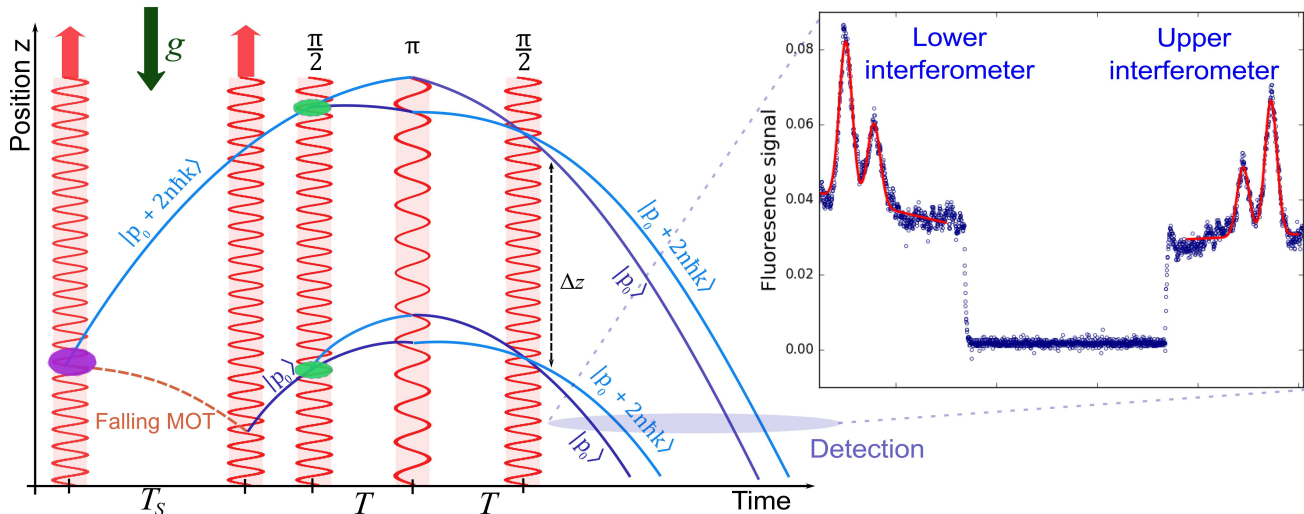 Position z
g
π/2
π
π/2
|p₀ + 2nħk⟩
Falling MOT
|p₀⟩
Δz
|p₀ + 2nħk⟩
|p₀⟩
|p₀ + 2nħk⟩
|p₀⟩
Detection
T_S
T
T
Time
Lower
interferometer
Upper
interferometer
Fluoresence signal
0.08
0.06
0.04
0.02
0.00